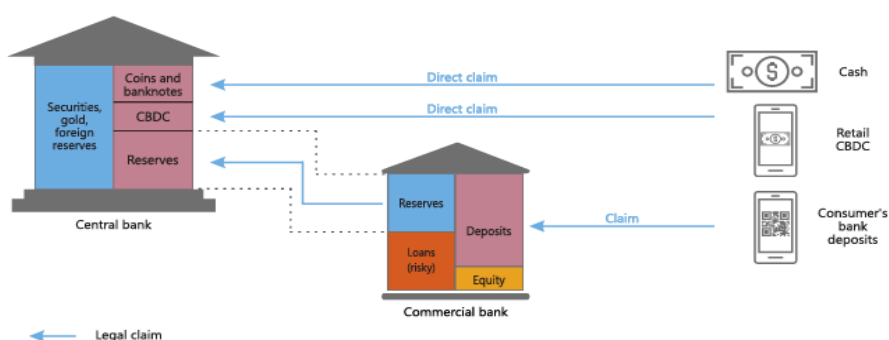 Securities,
gold,
foreign
reserves
Coins and
banknotes
CBDC
Reserves
Central bank
Direct claim
Direct claim
Claim
Cash
Retail
CBDC
Consumer's
bank
deposits
Reserves
Loans
(risky)
Deposits
Equity
Commercial bank
Legal claim